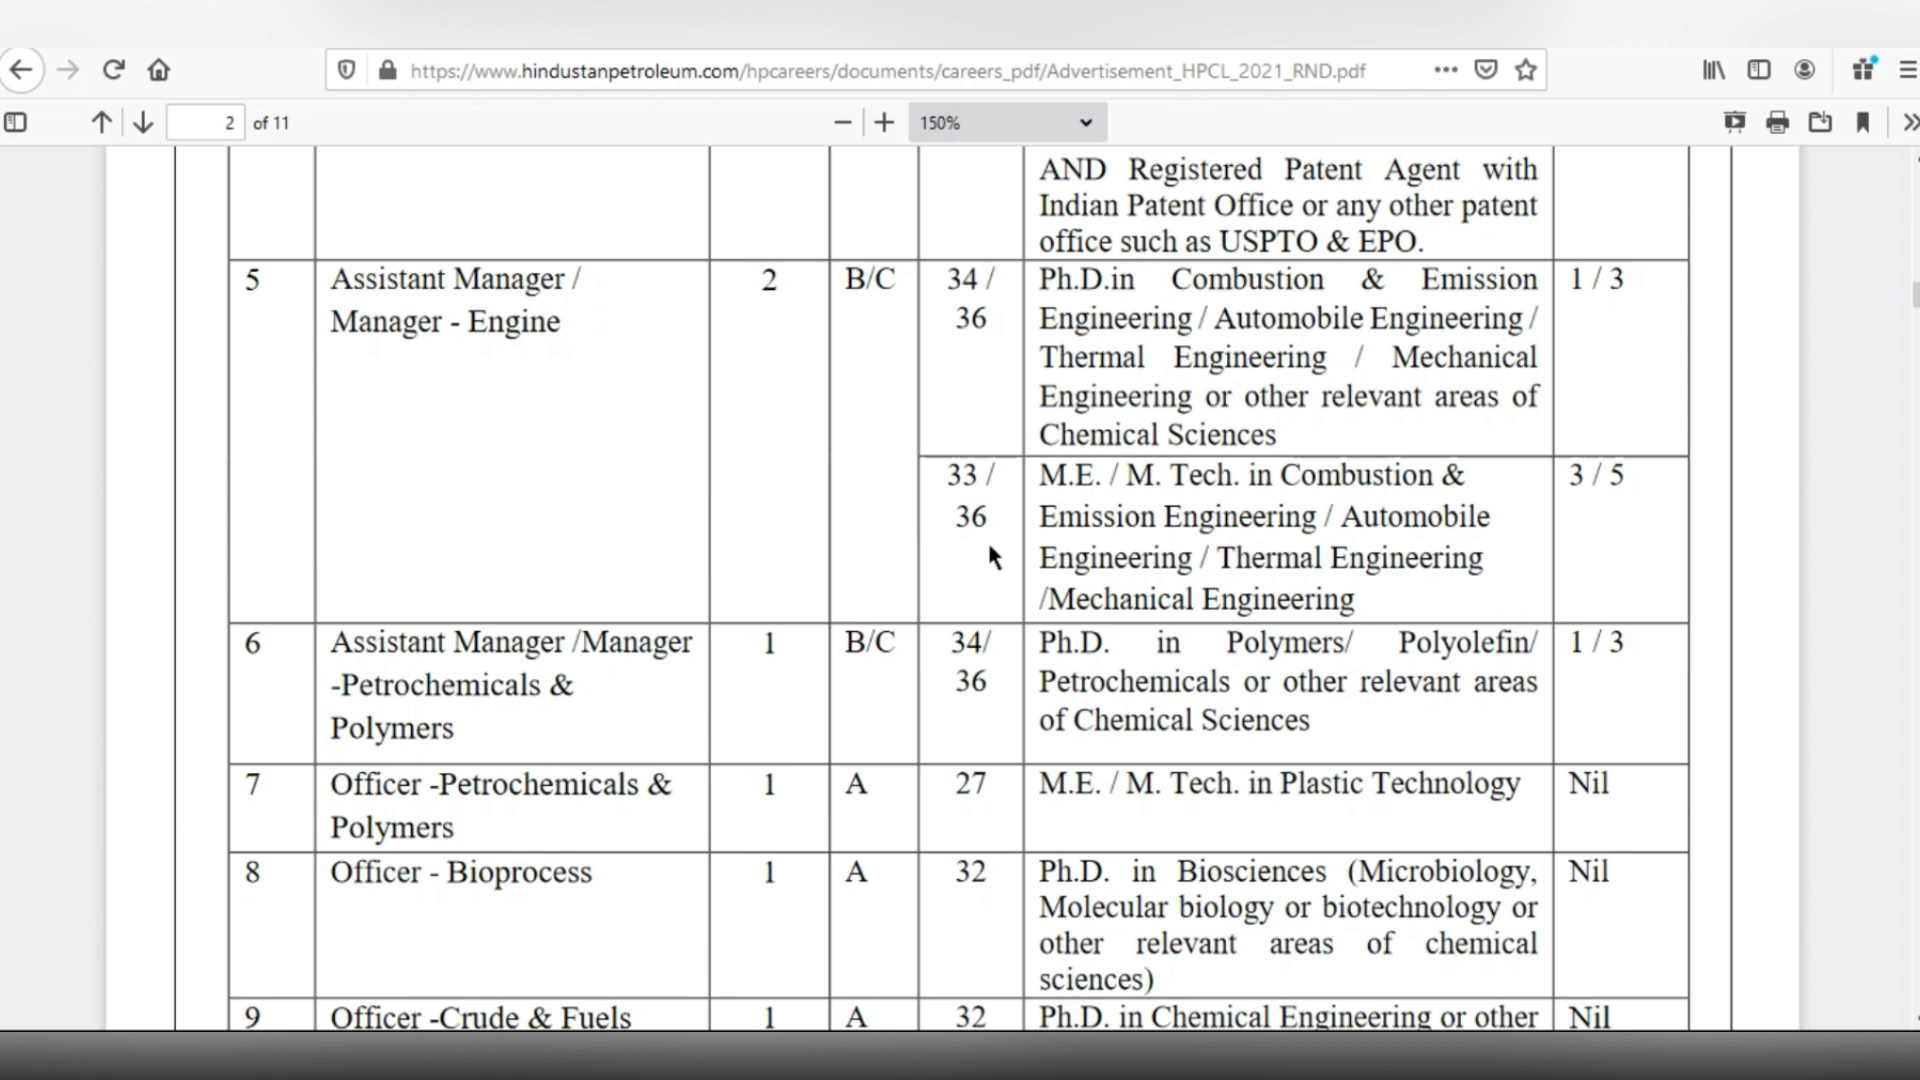 https://www.hindustanpetroleum.com/hpcareers/documents/careers_pdf/Advertisement_HPCL_2021_RND.pdf
2 of 11
150%
AND Registered Patent Agent with
Indian Patent Office or any other patent
office such as USPTO & EPO.
5
Assistant Manager /
Manager - Engine
2
B/C
34 /
36
Ph.D.in Combustion & Emission
Engineering / Automobile Engineering /
Thermal Engineering / Mechanical
Engineering or other relevant areas of
Chemical Sciences
1 / 3
33 /
36
M.E. / M. Tech. in Combustion &
Emission Engineering / Automobile
Engineering / Thermal Engineering
/Mechanical Engineering
3 / 5
6
Assistant Manager /Manager
-Petrochemicals &
Polymers
1
B/C
34/
36
Ph.D. in Polymers/ Polyolefin/
Petrochemicals or other relevant areas
of Chemical Sciences
1 / 3
7
Officer -Petrochemicals &
Polymers
1
A
27
M.E. / M. Tech. in Plastic Technology
Nil
8
Officer - Bioprocess
1
A
32
Ph.D. in Biosciences (Microbiology,
Molecular biology or biotechnology or
other relevant areas of chemical
sciences)
Nil
9
Officer -Crude & Fuels
1
A
32
Ph.D. in Chemical Engineering or other
Nil